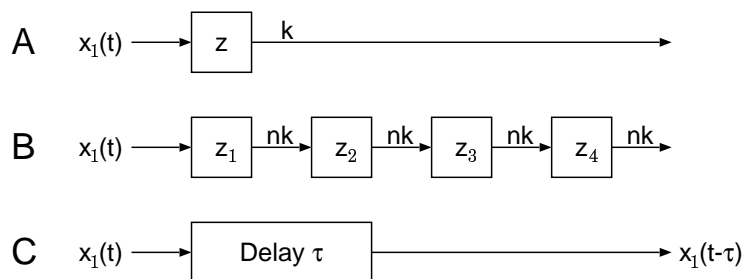 A x₁(t) z k
B x₁(t) z₁ nk z₂ nk z₃ nk z₄ nk
C x₁(t) Delay τ x₁(t-τ)